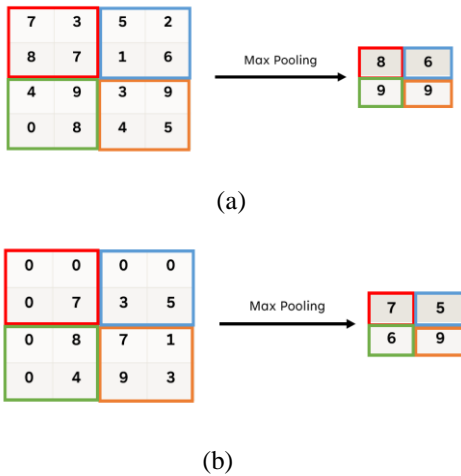 7 3 5 2
8 7 1 6
4 9 3 9
0 8 4 5
Max Pooling
8 6
9 9
(a)
0 0 0 0
0 7 3 5
0 8 7 1
0 4 9 3
Max Pooling
7 5
6 9
(b)